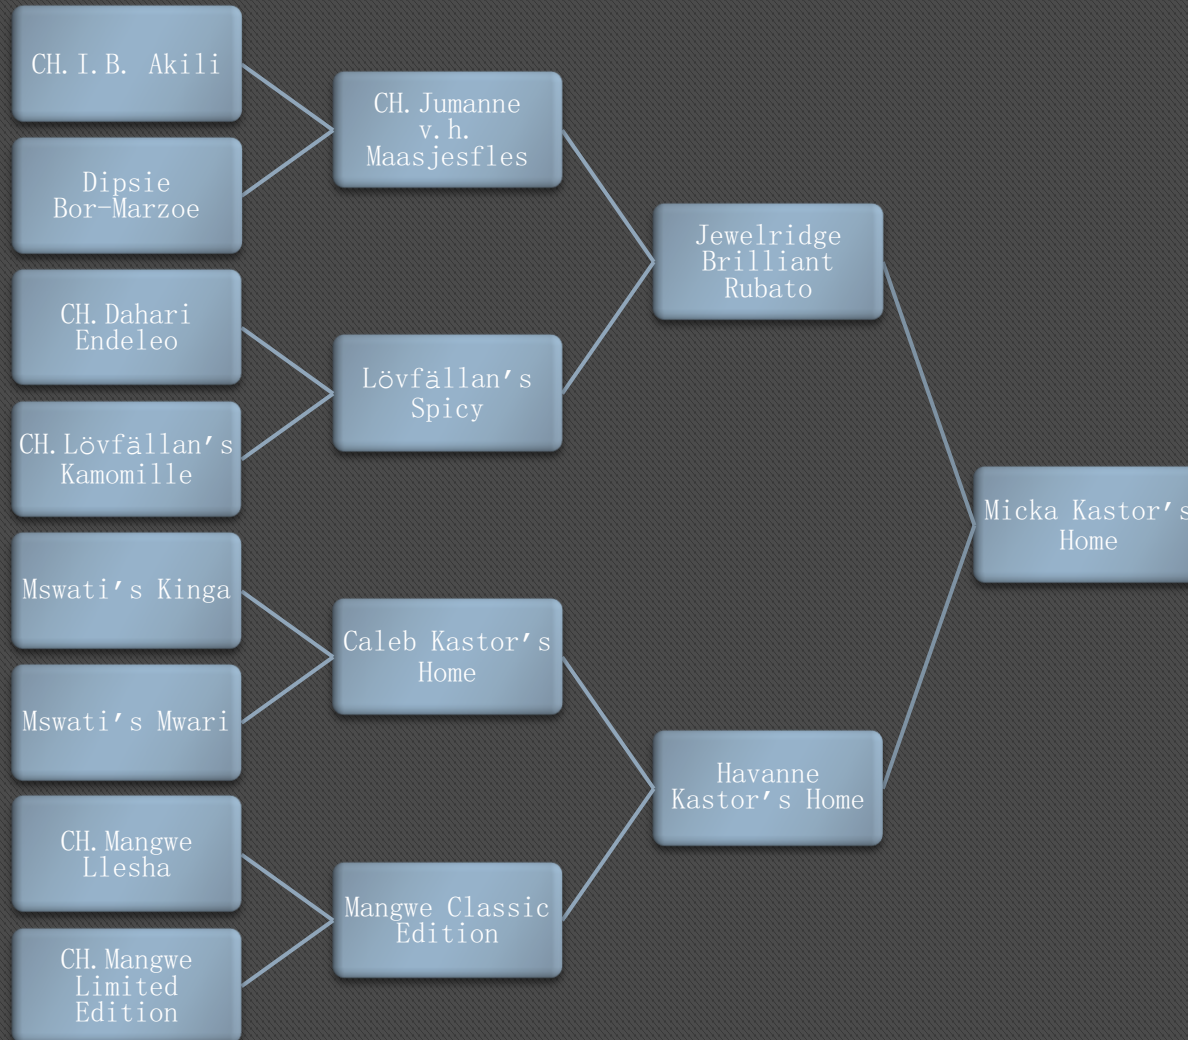 CH.I.B. Akili
Dipsie
Bor-Marzoe
CH.Dahari
Endeleo
CH.Lövfällan's
Kamomille
Mswati's Kinga
Mswati's Mwari
CH.Mangwe
Llesha
CH.Mangwe
Limited
Edition
CH.Jumanne
v.h.
Maasjesfles
Lövfällan's
Spicy
Caleb Kastor's
Home
Mangwe Classic
Edition
Jewelridge
Brilliant
Rubato
Havanne
Kastor's Home
Micka Kastor's
Home